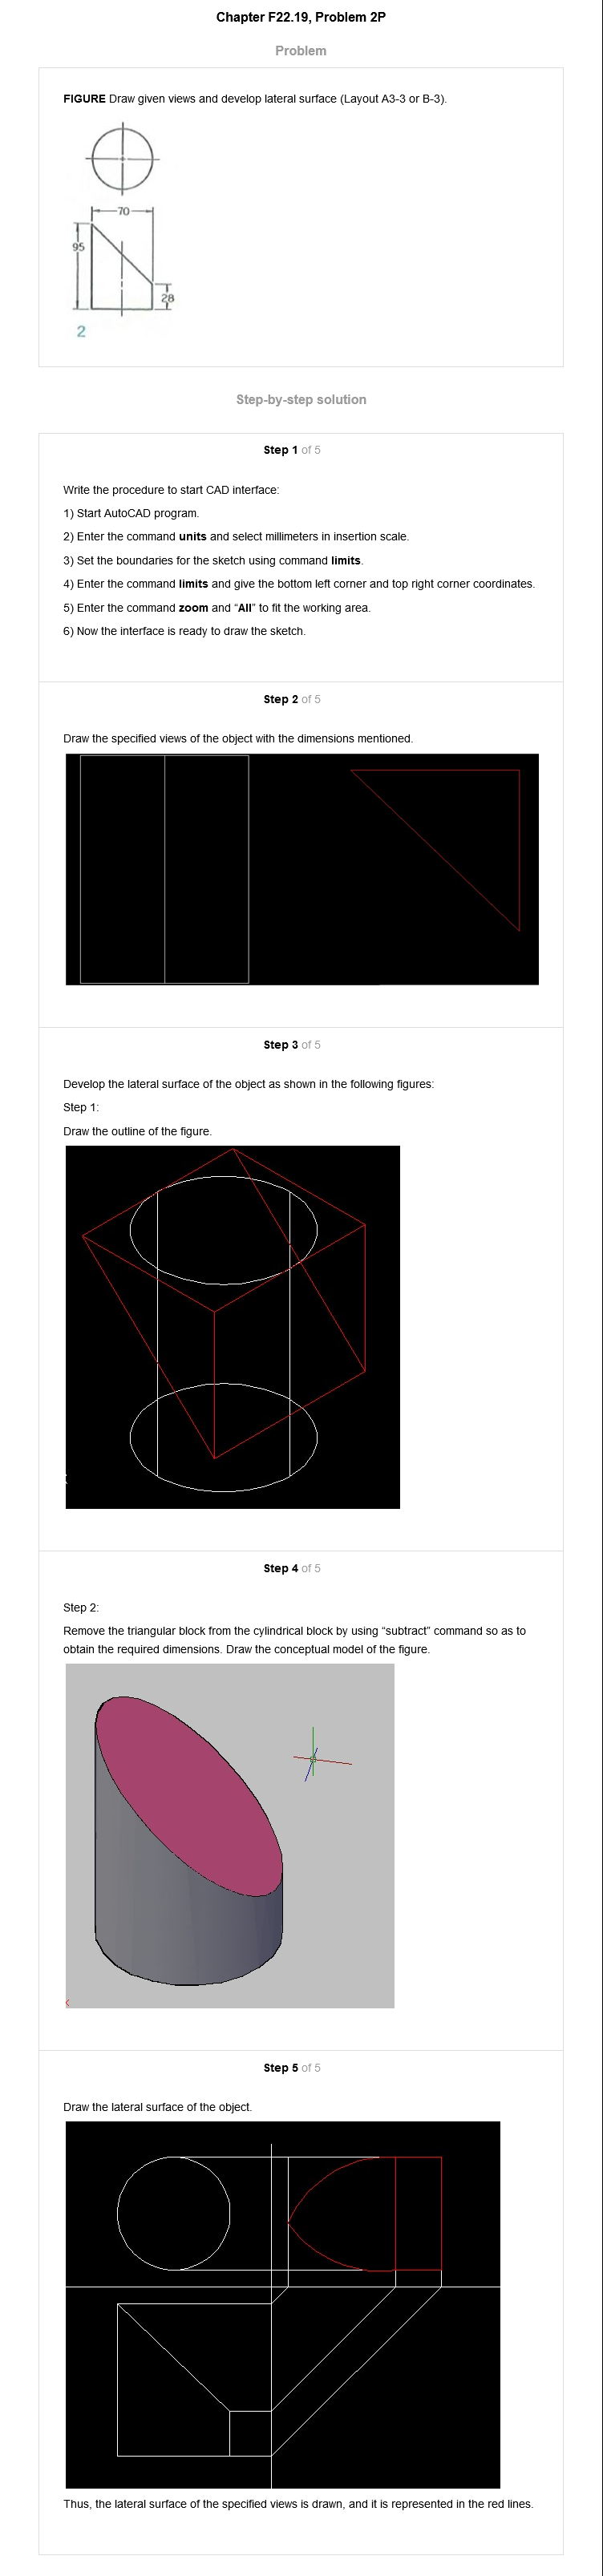 Chapter F22.19, Problem 2P
Problem
FIGURE Draw given views and develop lateral surface (Layout A3-3 or B-3).
70
95
28
2
Step-by-step solution
Step 1 of 5
Write the procedure to start CAD interface:
1) Start AutoCAD program.
2) Enter the command units and select millimeters in insertion scale.
3) Set the boundaries for the sketch using command limits.
4) Enter the command limits and give the bottom left corner and top right corner coordinates.
5) Enter the command zoom and “All” to fit the working area.
6) Now the interface is ready to draw the sketch.
Step 2 of 5
Draw the specified views of the object with the dimensions mentioned.
Step 3 of 5
Develop the lateral surface of the object as shown in the following figures:
Step 1:
Draw the outline of the figure.
Step 4 of 5
Step 2:
Remove the triangular block from the cylindrical block by using “subtract” command so as to
obtain the required dimensions. Draw the conceptual model of the figure.
Step 5 of 5
Draw the lateral surface of the object.
Thus, the lateral surface of the specified views is drawn, and it is represented in the red lines.